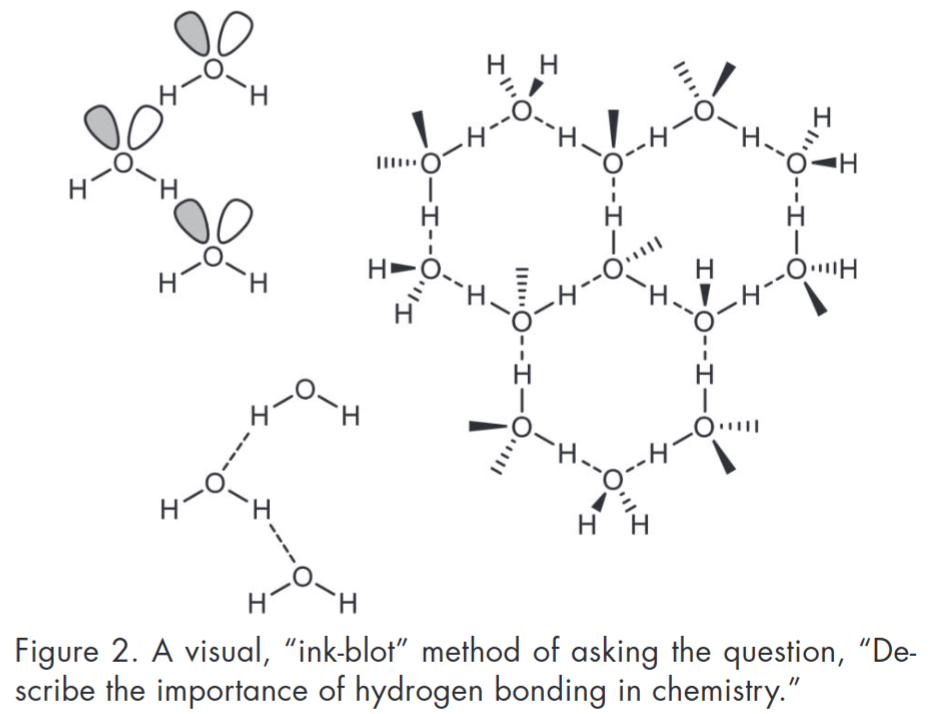 O
H H
O
H H
O
H H
O
H H
O
H H
O
H H
H H
O
H H
O
H H
O
H
O H
O
H
O H
H H H
H O
H
O
H
O
H H
O H
H
O
H
O
H H
O
H
O
H H
O
H H
Figure 2. A visual, “ink-blot” method of asking the question, “De-
scribe the importance of hydrogen bonding in chemistry.”